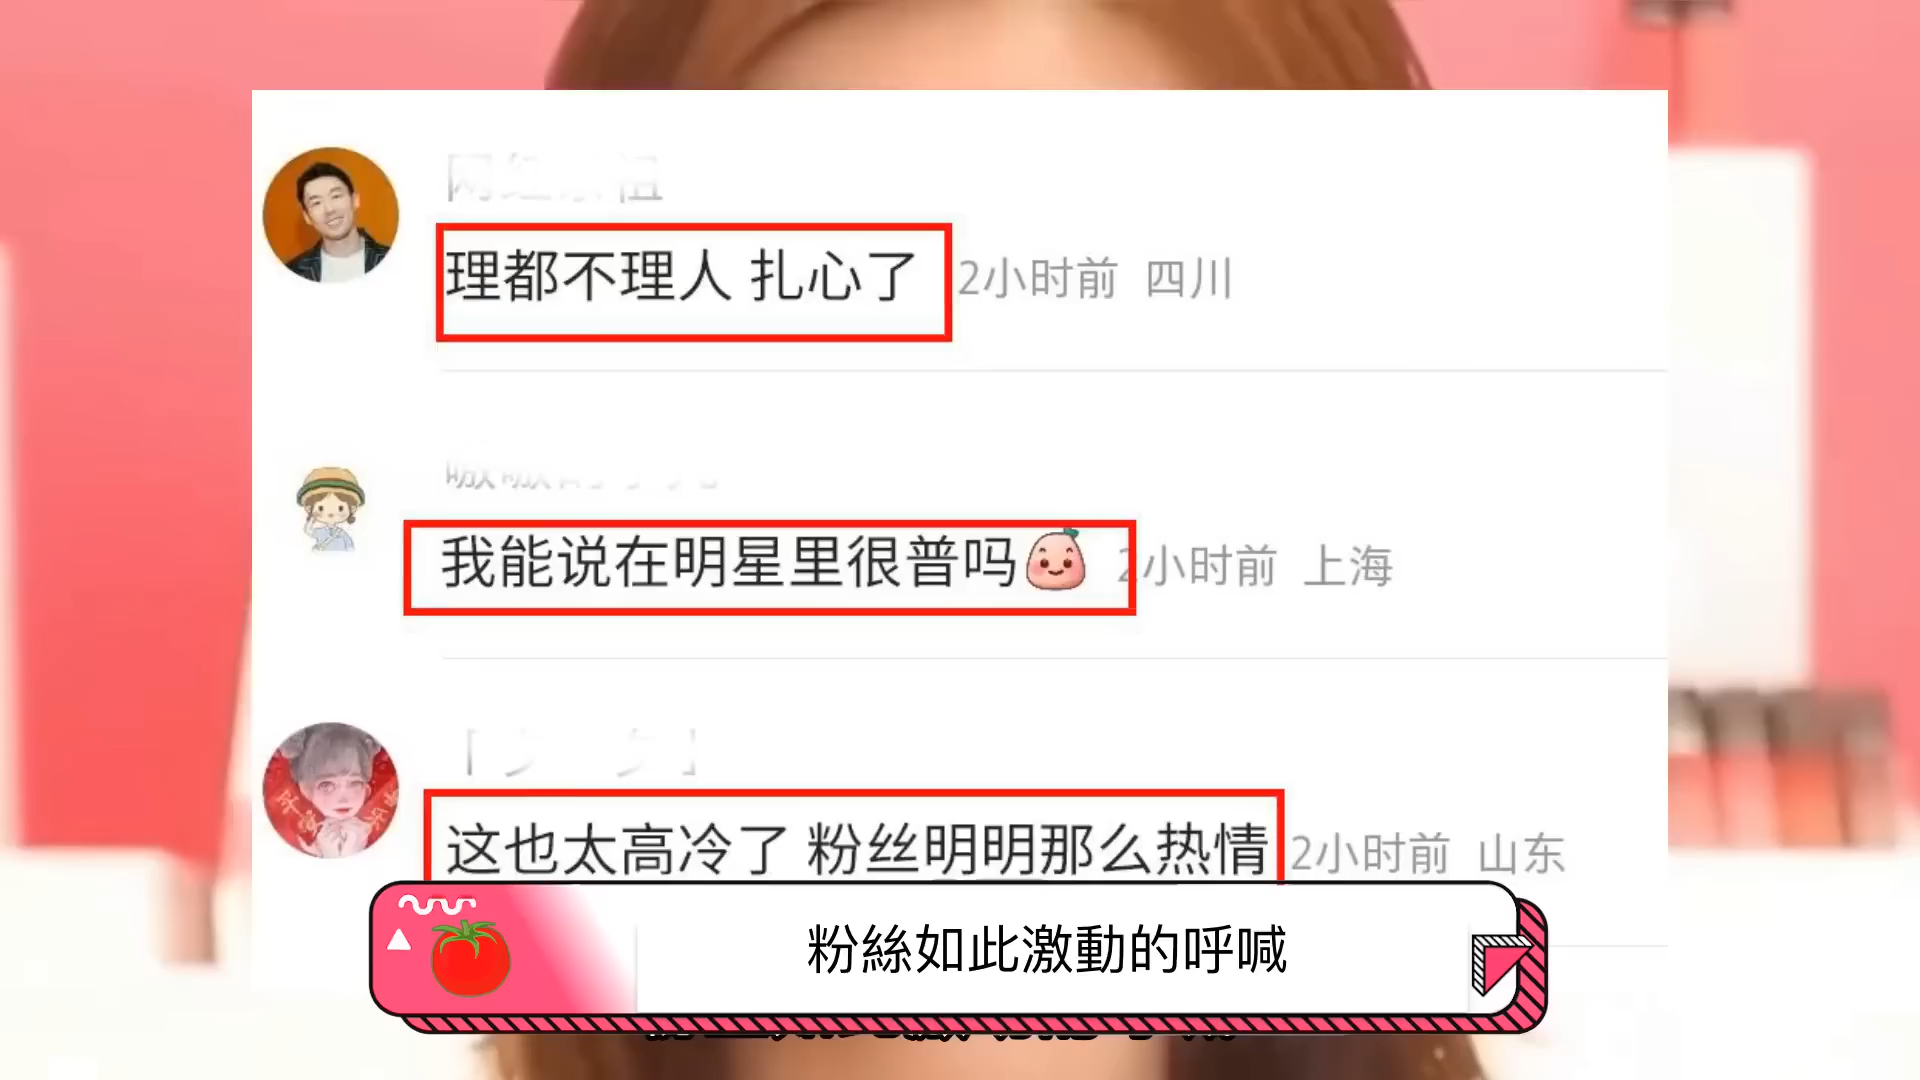 理都不理人 扎心了 2小时前 四川
我能说在明星里很普吗 2小时前 上海
这也太高冷了 粉丝明明那么热情 2小时前 山东
粉絲如此激動的呼喊